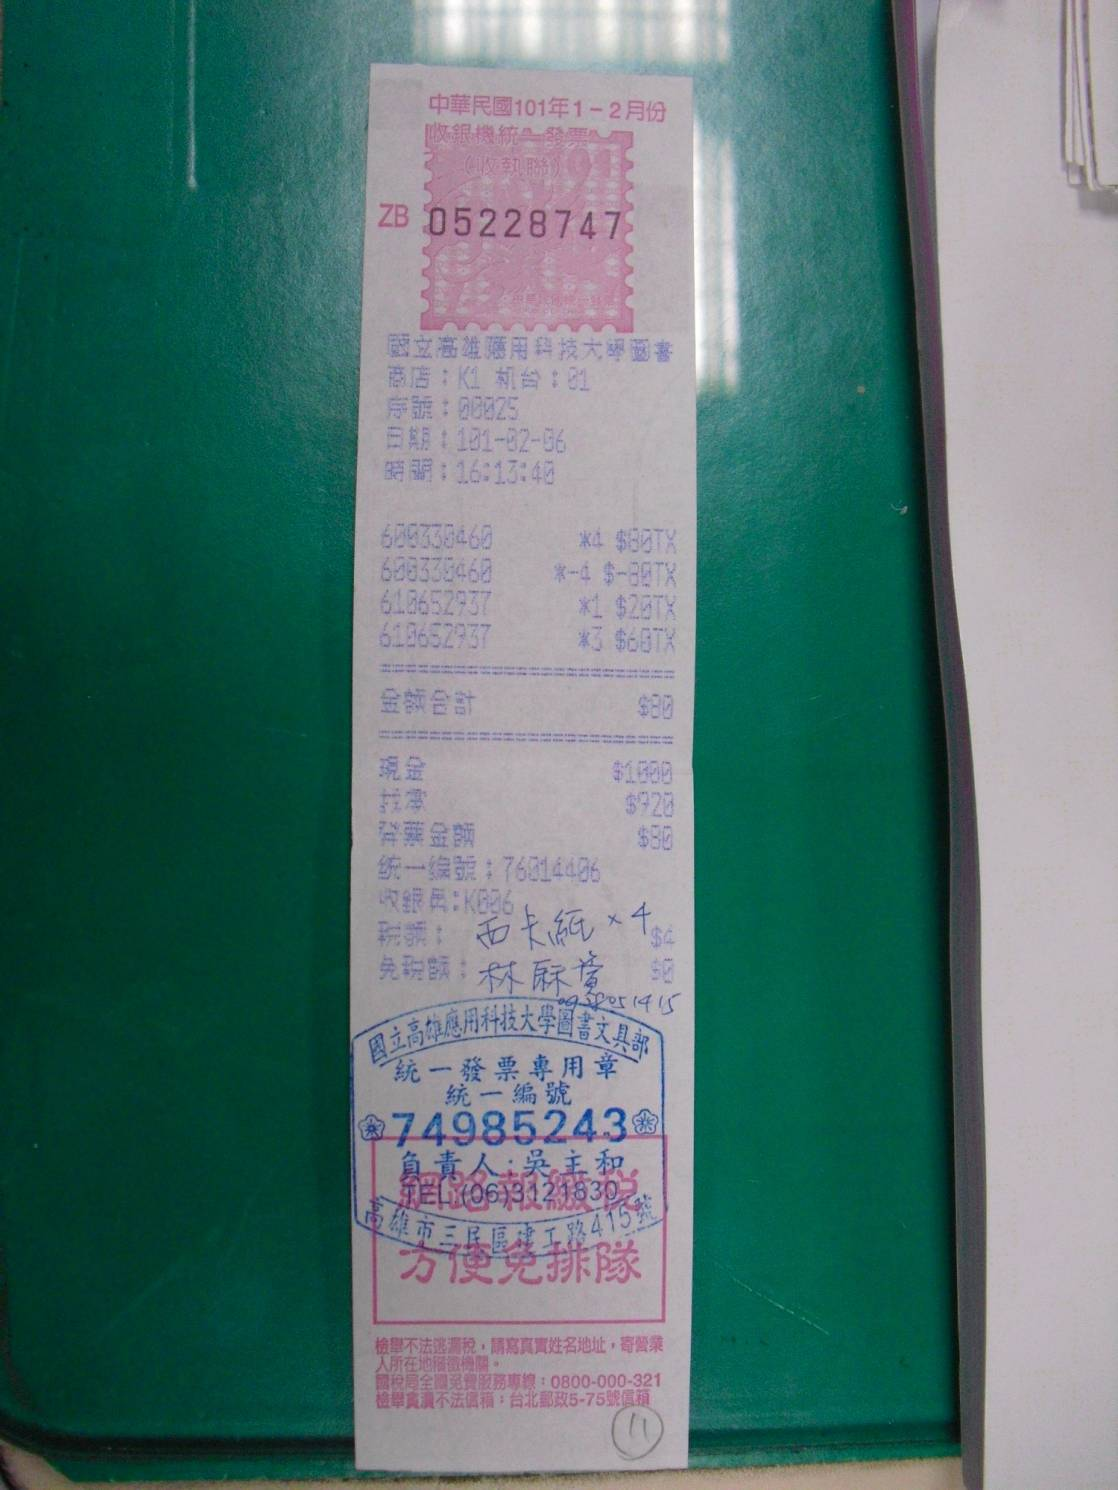 中華民國101年1-2月份
收銀機統一發票
(收執聯)
ZB 05228747
國立高雄應用科技大學圖書
商店:K1 机台:01
序號:00025
日期:101-02-06
時間:16:13:40
600330460 *4 $80TX
600330460 *-4 $-80TX
610652937 *1 $20TX
610652937 *3 $60TX
金額合計 $80
現金 $1000
找零 $920
發票金額 $80
統一編號:76014406
收銀員:K006
稅額: $4
西卡紙×4
免稅額: $0
林
國立高雄應用科技大學圖書文具部
統一發票專用章
統一編號
74985243
負責人:吳主和
TEL (06)3121830
高雄市三民區建工路415號
網路報繳稅
方便免排隊
檢舉不法逃漏稅,請寫真實姓名地址,寄營業
人所在地稽徵機關。
國稅局全國免費服務專線:0800-000-321
檢舉貪瀆不法信箱:台北郵政5-75號信箱
11